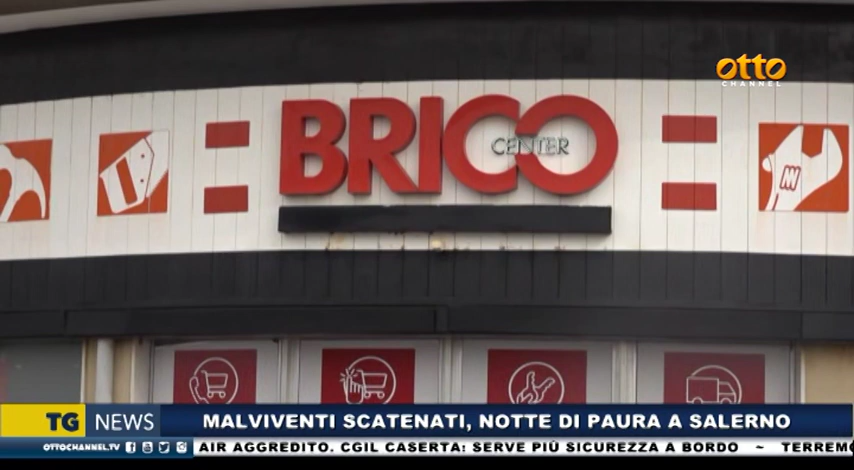 otto
CHANNEL
BRICO
CENTER
TG NEWS
MALVIVENTI SCATENATI, NOTTE DI PAURA A SALERNO
OTTOCHANNEL.TV
AIR AGGREDITO. CGIL CASERTA: SERVE PIÙ SICUREZZA A BORDO ~ TERREMO